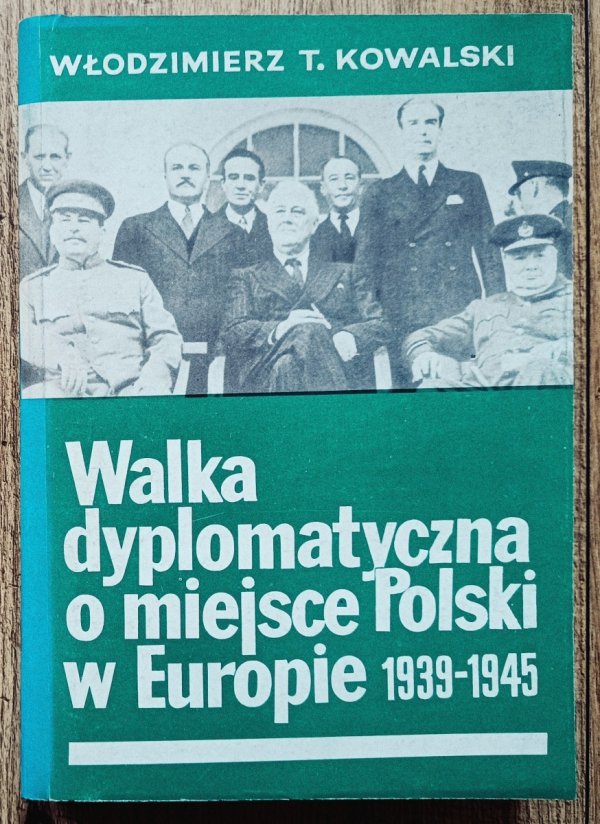 WŁODZIMIERZ T. KOWALSKI
Walka
dyplomatyczna
o miejsce Polski
w Europie 1939-1945